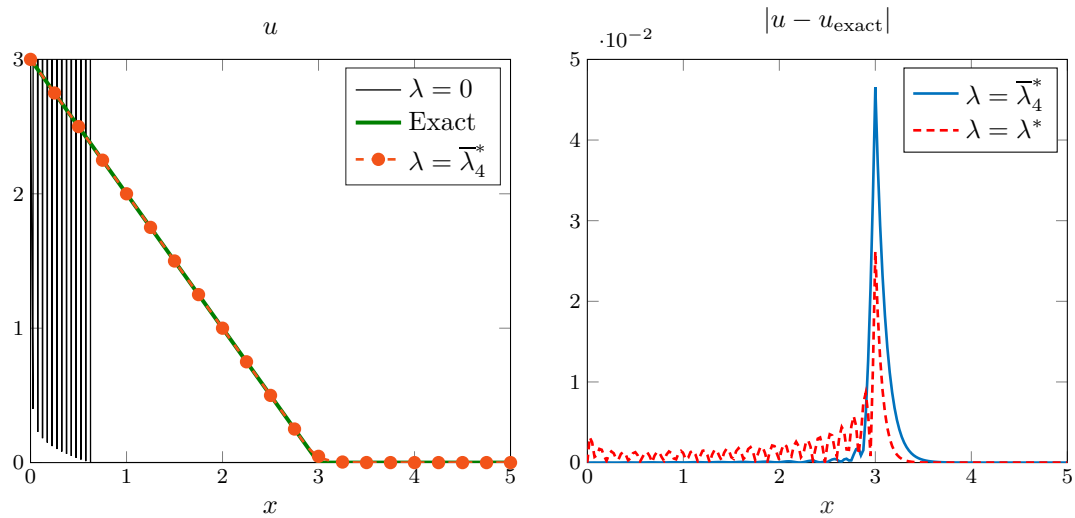 u
3
2
1
0
0 1 2 3 4 5
x
λ = 0
Exact
λ = λ̅₄*
|u − u_exact|
·10⁻²
5
4
3
2
1
0
0 1 2 3 4 5
x
λ = λ̅₄*
λ = λ*